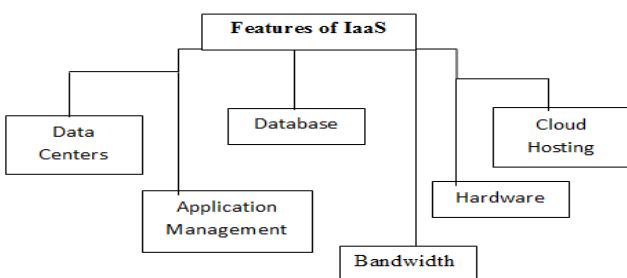 Features of IaaS
Data
Centers
Database
Cloud
Hosting
Application
Management
Hardware
Bandwidth